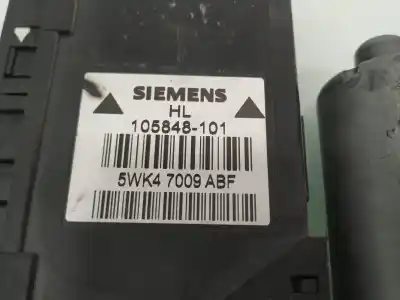 SIEMENS
HL
105848-101
5WK4 7009 ABF